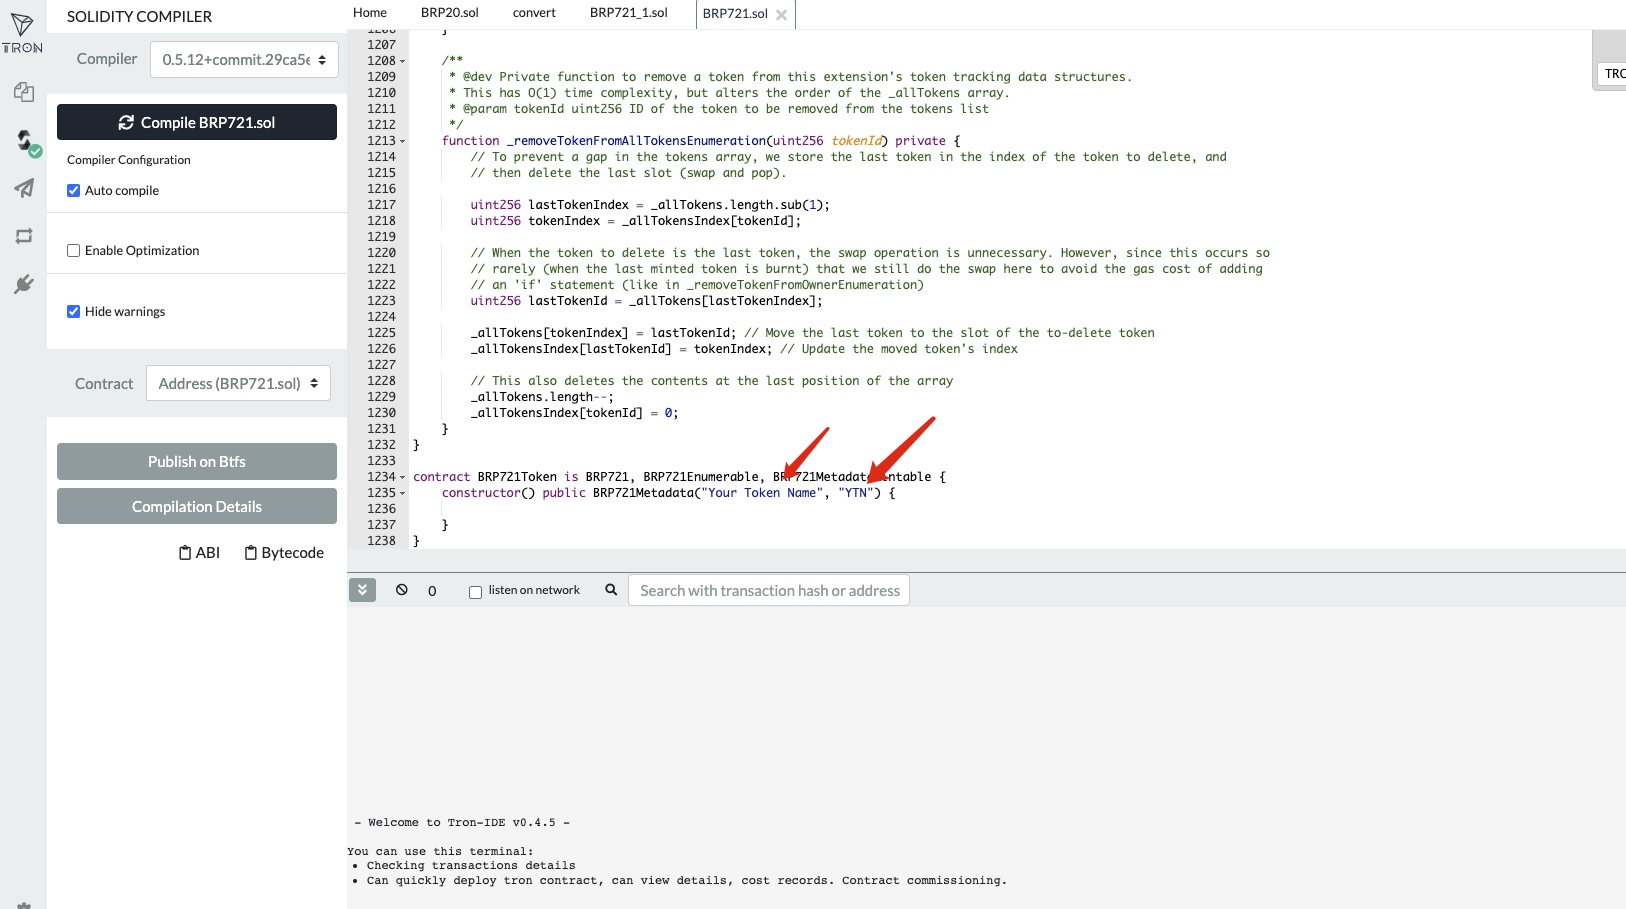 TRON
SOLIDITY COMPILER
Compiler
0.5.12+commit.29ca5e
Compile BRP721.sol
Compiler Configuration
Auto compile
Enable Optimization
Hide warnings
Contract
Address (BRP721.sol)
Publish on Btfs
Compilation Details
ABI
Bytecode
Home
BRP20.sol
convert
BRP721_1.sol
BRP721.sol
1206 }
1207
1208 /**
1209 * @dev Private function to remove a token from this extension's token tracking data structures.
1210 * This has O(1) time complexity, but alters the order of the _allTokens array.
1211 * @param tokenId uint256 ID of the token to be removed from the tokens list
1212 */
1213 function _removeTokenFromAllTokensEnumeration(uint256 tokenId) private {
1214 // To prevent a gap in the tokens array, we store the last token in the index of the token to delete, and
1215 // then delete the last slot (swap and pop).
1216
1217 uint256 lastTokenIndex = _allTokens.length.sub(1);
1218 uint256 tokenIndex = _allTokensIndex[tokenId];
1219
1220 // When the token to delete is the last token, the swap operation is unnecessary. However, since this occurs so
1221 // rarely (when the last minted token is burnt) that we still do the swap here to avoid the gas cost of adding
1222 // an 'if' statement (like in _removeTokenFromOwnerEnumeration)
1223 uint256 lastTokenId = _allTokens[lastTokenIndex];
1224
1225 _allTokens[tokenIndex] = lastTokenId; // Move the last token to the slot of the to-delete token
1226 _allTokensIndex[lastTokenId] = tokenIndex; // Update the moved token's index
1227
1228 // This also deletes the contents at the last position of the array
1229 _allTokens.length--;
1230 _allTokensIndex[tokenId] = 0;
1231 }
1232 }
1233
1234 contract BRP721Token is BRP721, BRP721Enumerable, {
1235 constructor() public BRP721Metadata("Your Token Name", "YTN") {
1236
1237 }
1238 }
TRO
0
listen on network
Search with transaction hash or address
– Welcome to Tron-IDE v0.4.5 –
You can use this terminal:
• Checking transactions details
• Can quickly deploy tron contract, can view details, cost records. Contract commissioning.